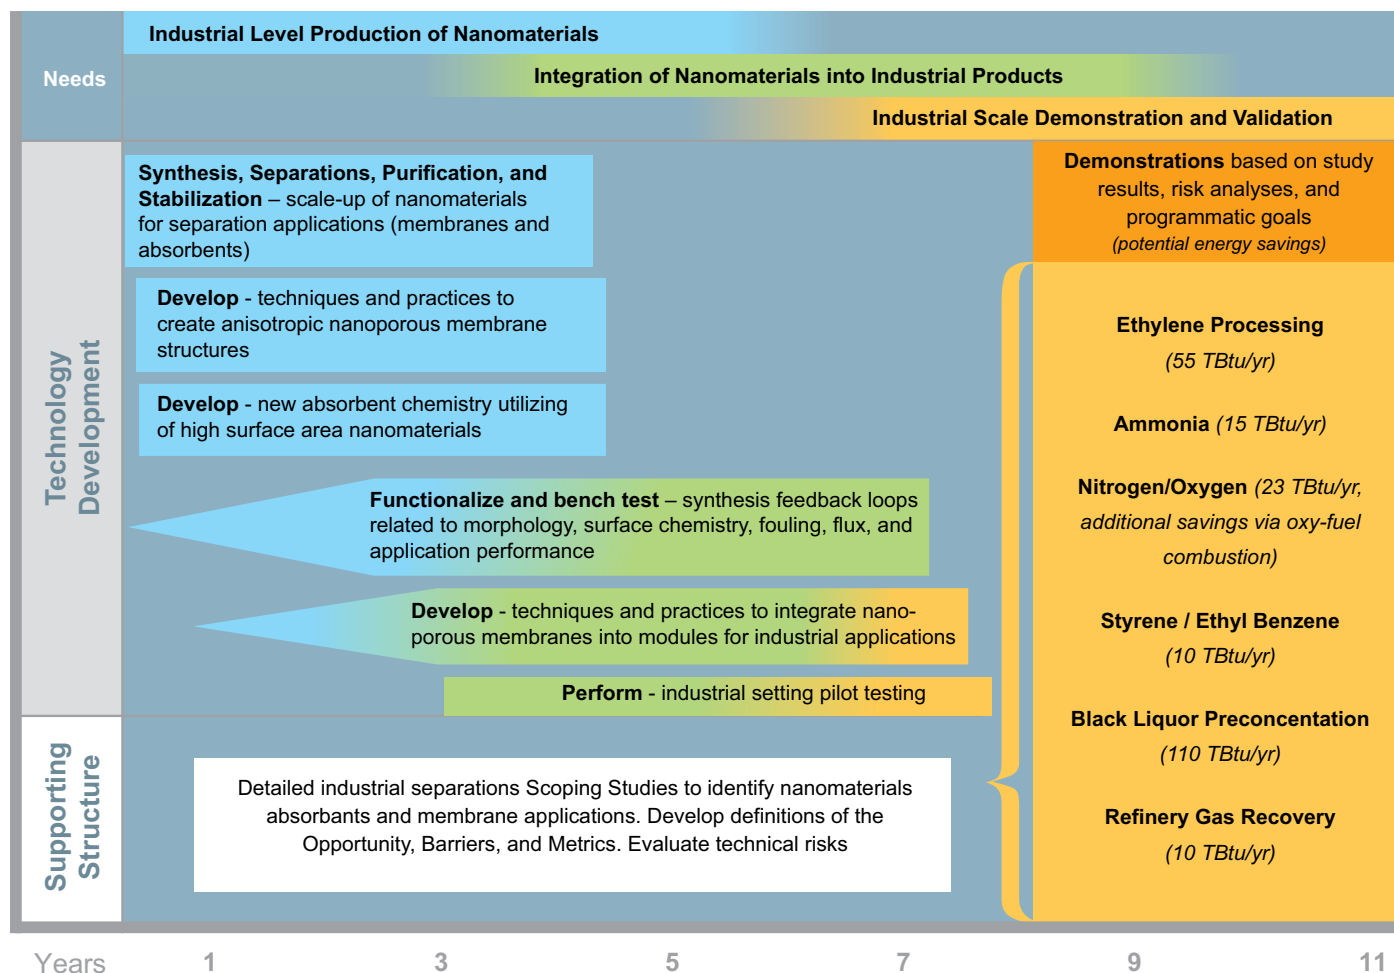 Needs
Industrial Level Production of Nanomaterials
Integration of Nanomaterials into Industrial Products
Industrial Scale Demonstration and Validation
Technology
Development
Synthesis, Separations, Purification, and
Stabilization – scale-up of nanomaterials
for separation applications (membranes and
absorbents)
Develop - techniques and practices to
create anisotropic nanoporous membrane
structures
Develop - new absorbent chemistry utilizing
of high surface area nanomaterials
Functionalize and bench test – synthesis feedback loops
related to morphology, surface chemistry, fouling, flux, and
application performance
Develop - techniques and practices to integrate nano-
porous membranes into modules for industrial applications
Perform - industrial setting pilot testing
Demonstrations based on study
results, risk analyses, and
programmatic goals
(potential energy savings)
Ethylene Processing
(55 TBtu/yr)
Ammonia (15 TBtu/yr)
Nitrogen/Oxygen (23 TBtu/yr,
additional savings via oxy-fuel
combustion)
Styrene / Ethyl Benzene
(10 TBtu/yr)
Black Liquor Preconcentation
(110 TBtu/yr)
Refinery Gas Recovery
(10 TBtu/yr)
Supporting
Structure
Detailed industrial separations Scoping Studies to identify nanomaterials
absorbants and membrane applications. Develop definitions of the
Opportunity, Barriers, and Metrics. Evaluate technical risks
Years 1 3 5 7 9 11